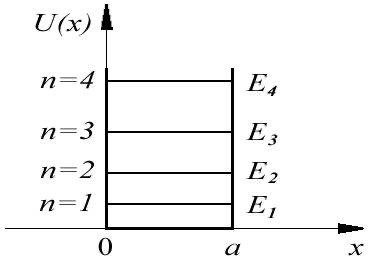 U(x)
n=4 E₄
n=3 E₃
n=2 E₂
n=1 E₁
0 a x